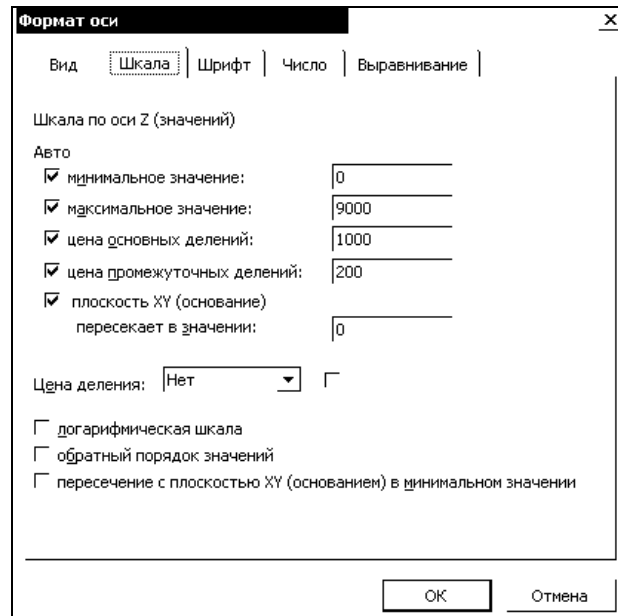 Формат оси
Вид Шкала Шрифт Число Выравнивание
Шкала по оси Z (значений)
Авто
минимальное значение: 0
максимальное значение: 9000
цена основных делений: 1000
цена промежуточных делений: 200
плоскость XY (основание)
пересекает в значении: 0
Цена деления: Нет
логарифмическая шкала
обратный порядок значений
пересечение с плоскостью XY (основанием) в минимальном значении
ОК Отмена